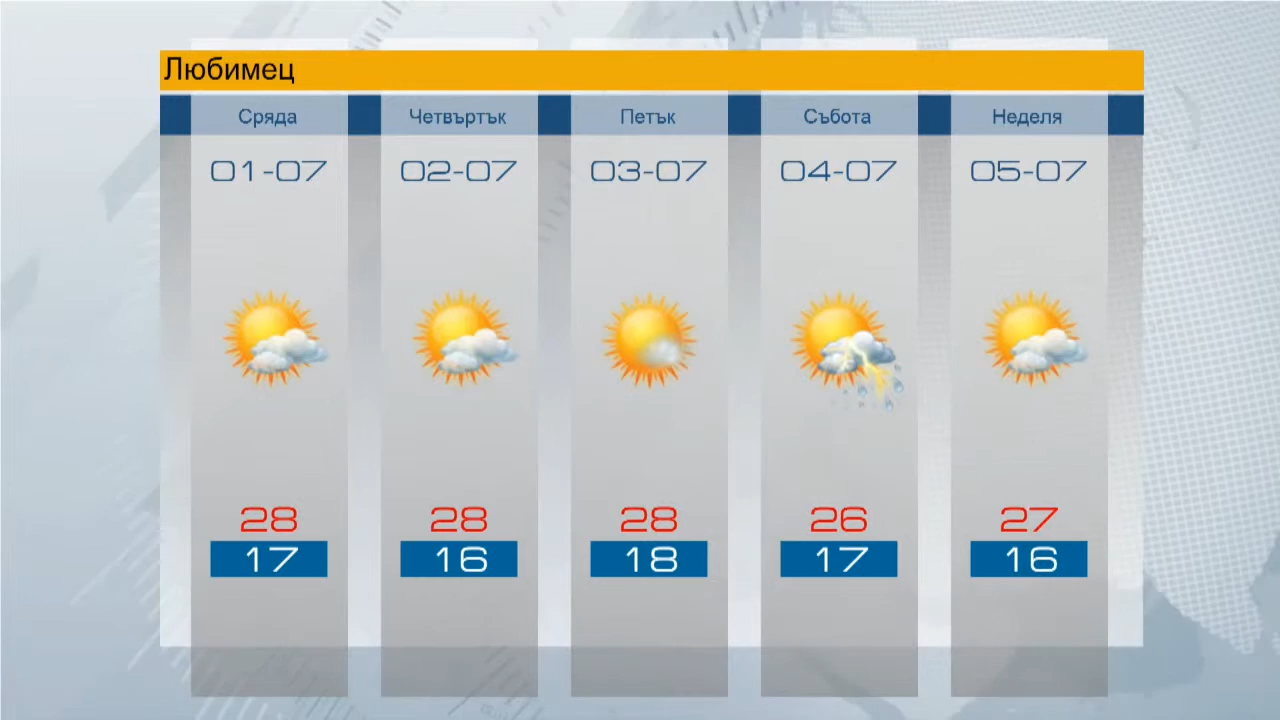 Любимец
Сряда Четвъртък Петък Събота Неделя
01-07 02-07 03-07 04-07 05-07
28 28 28 26 27
17 16 18 17 16